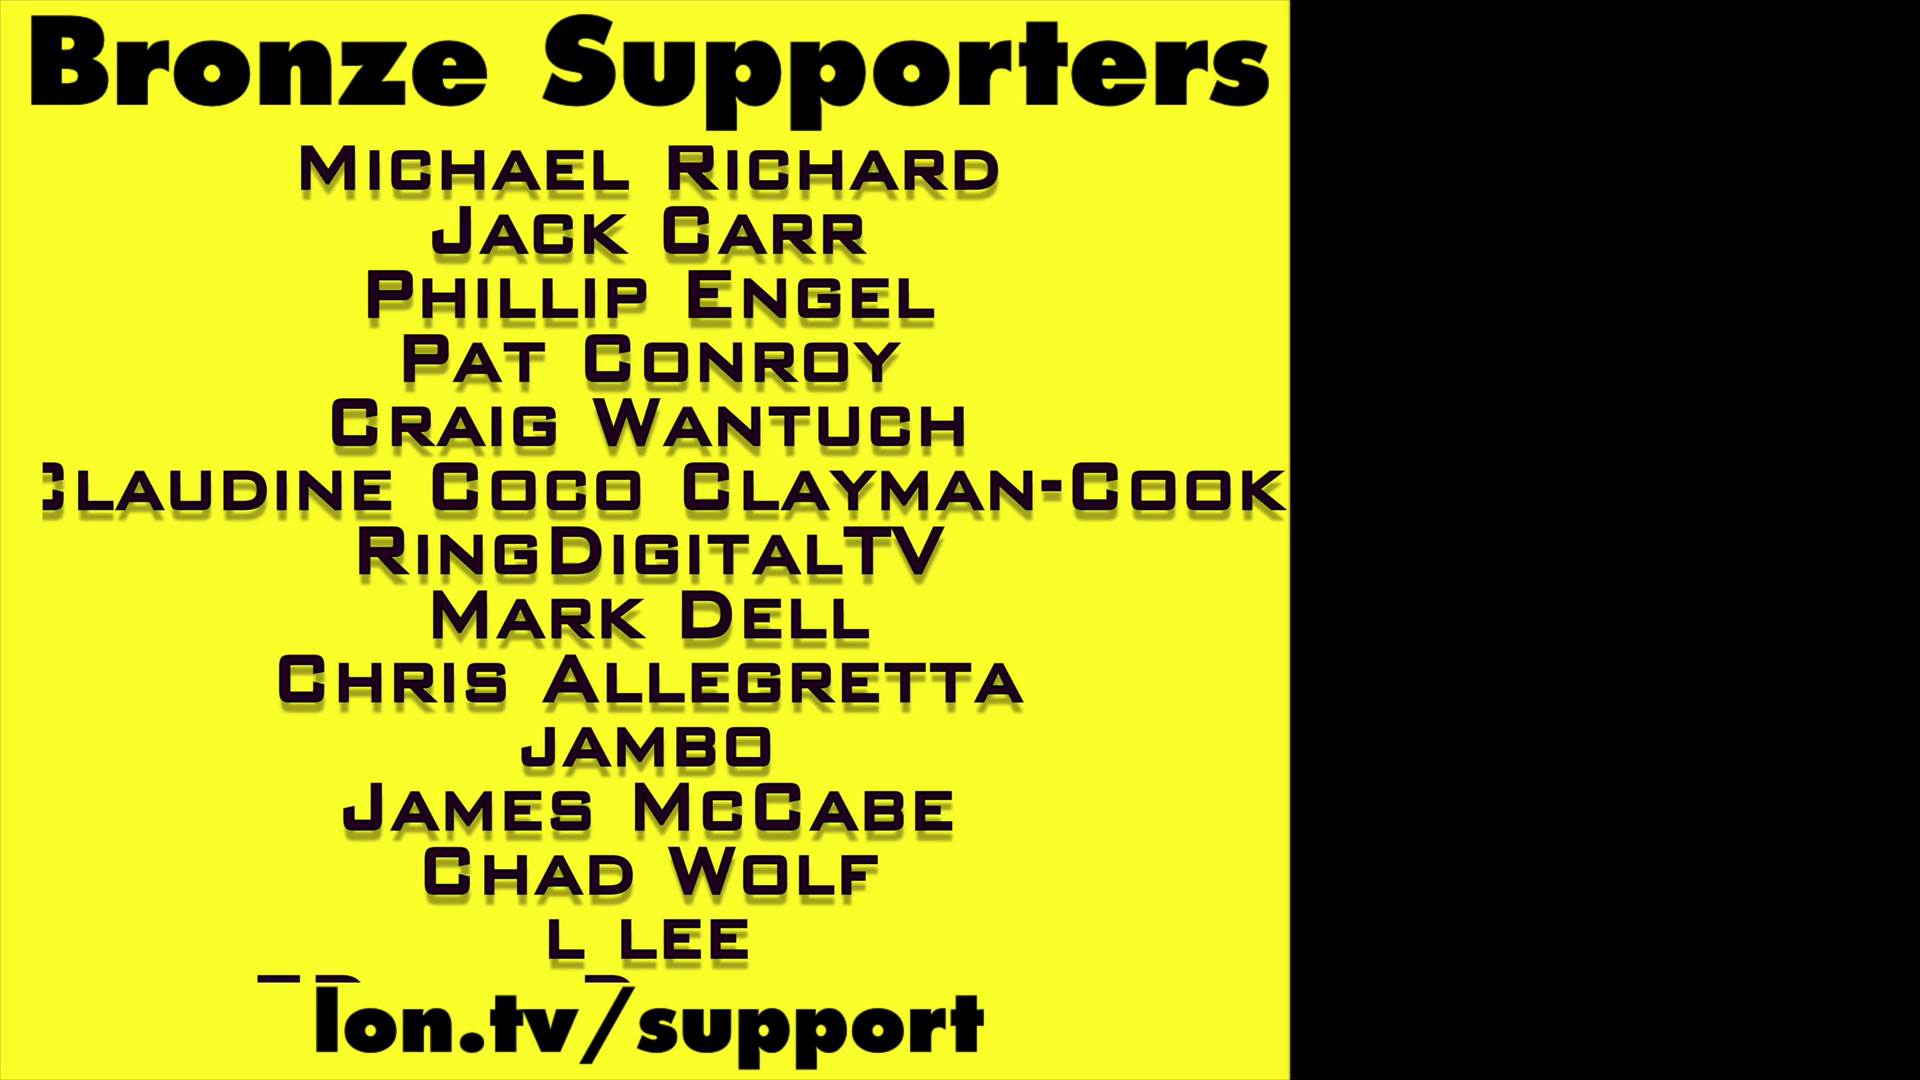 Bronze Supporters
Michael Richard
Jack Carr
Phillip Engel
Pat Conroy
Craig Wantuch
Claudine Coco Clayman-Cook
RingDigitalTV
Mark Dell
Chris Allegretta
jambo
James McCabe
Chad Wolf
l lee
lon.tv/support